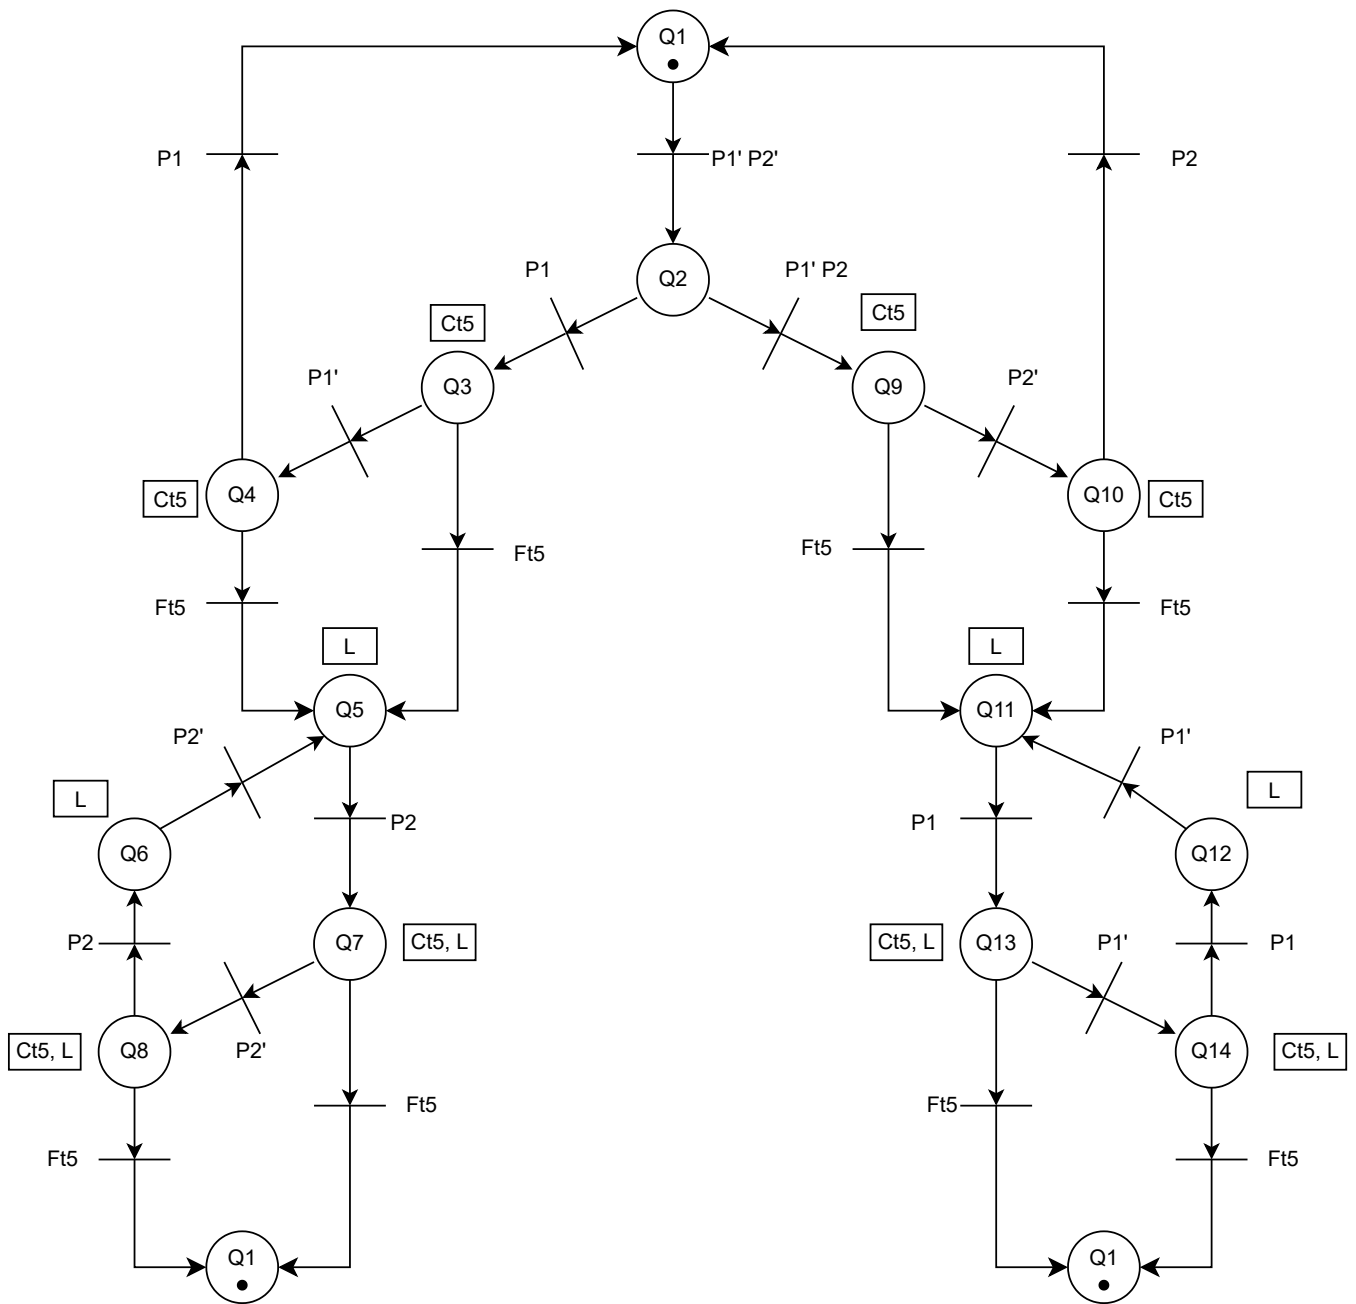 Q1
P1
P1' P2'
P2
Q2
P1
P1' P2
Ct5
Ct5
P1'
Q3
Q9
P2'
Ct5
Q4
Q10
Ct5
Ft5
Ft5
Ft5
Ft5
L
L
Q5
Q11
P2'
P1'
L
L
P2
P1
Q6
Q12
P2
Q7
Ct5, L
Ct5, L
Q13
P1'
P1
Ct5, L
Q8
P2'
Q14
Ct5, L
Ft5
Ft5
Ft5
Ft5
Q1
Q1